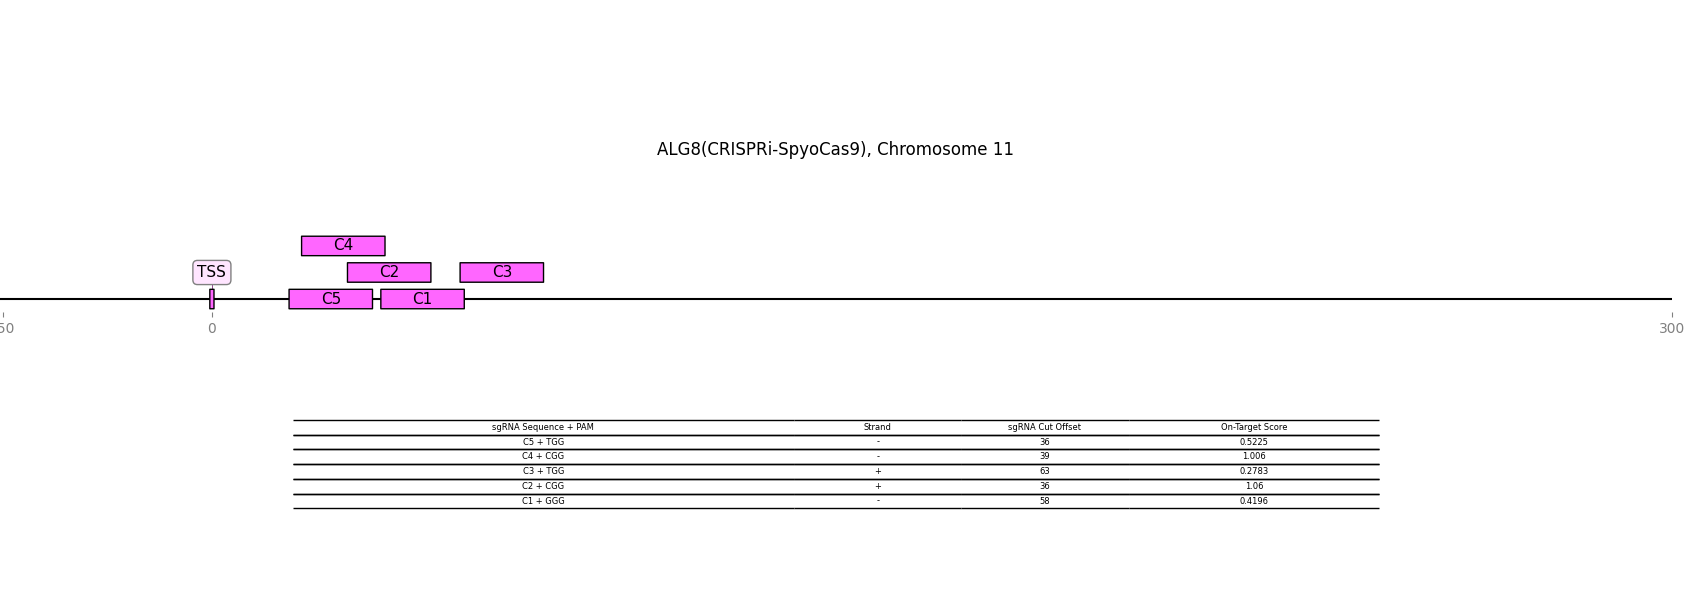 ALG8(CRISPRi-SpyoCas9), Chromosome 11
C4
TSS C2 C3
C5 C1
50 0 300
sgRNA Sequence + PAM Strand sgRNA Cut Offset On-Target Score
C5 + TGG - 36 0.5225
C4 + CGG - 39 1.006
C3 + TGG + 63 0.2783
C2 + CGG + 36 1.06
C1 + GGG - 58 0.4196